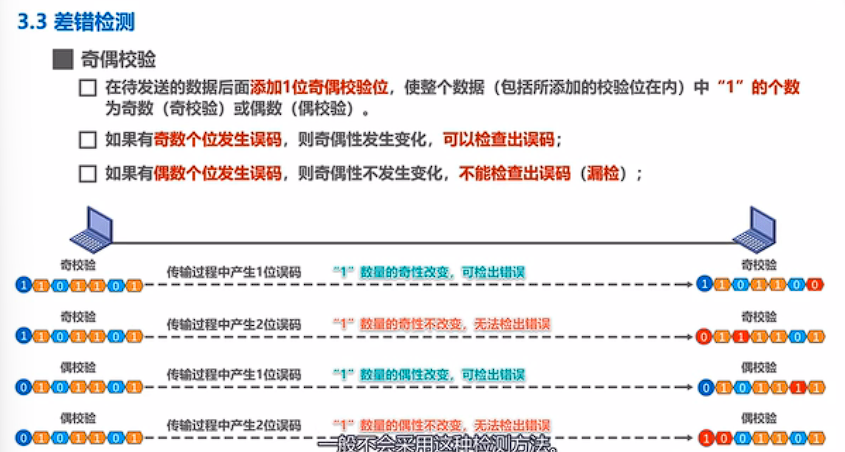 3.3 差错检测
奇偶校验
在待发送的数据后面添加1位奇偶校验位，使整个数据（包括所添加的校验位在内）中“1”的个数
为奇数（奇校验）或偶数（偶校验）。
如果有奇数个位发生误码，则奇偶性发生变化，可以检查出误码；
如果有偶数个位发生误码，则奇偶性不发生变化，不能检查出误码（漏检）；
奇校验 奇校验
1 1 0 1 1 0 1 传输过程中产生1位误码 “1”数量的奇性改变，可检出错误 1 1 0 1 1 0 0
奇校验 奇校验
1 1 0 1 1 0 1 传输过程中产生2位误码 “1”数量的奇性不改变，无法检出错误 0 1 1 1 1 0 1
偶校验 偶校验
0 1 0 1 1 0 1 传输过程中产生1位误码 “1”数量的偶性改变，可检出错误 0 1 0 1 1 1 1
偶校验 偶校验
0 1 0 1 1 0 1 传输过程中产生2位误码 “1”数量的偶性不改变，无法检出错误 1 0 0 1 1 0 1
一般不会采用这种检测方法。